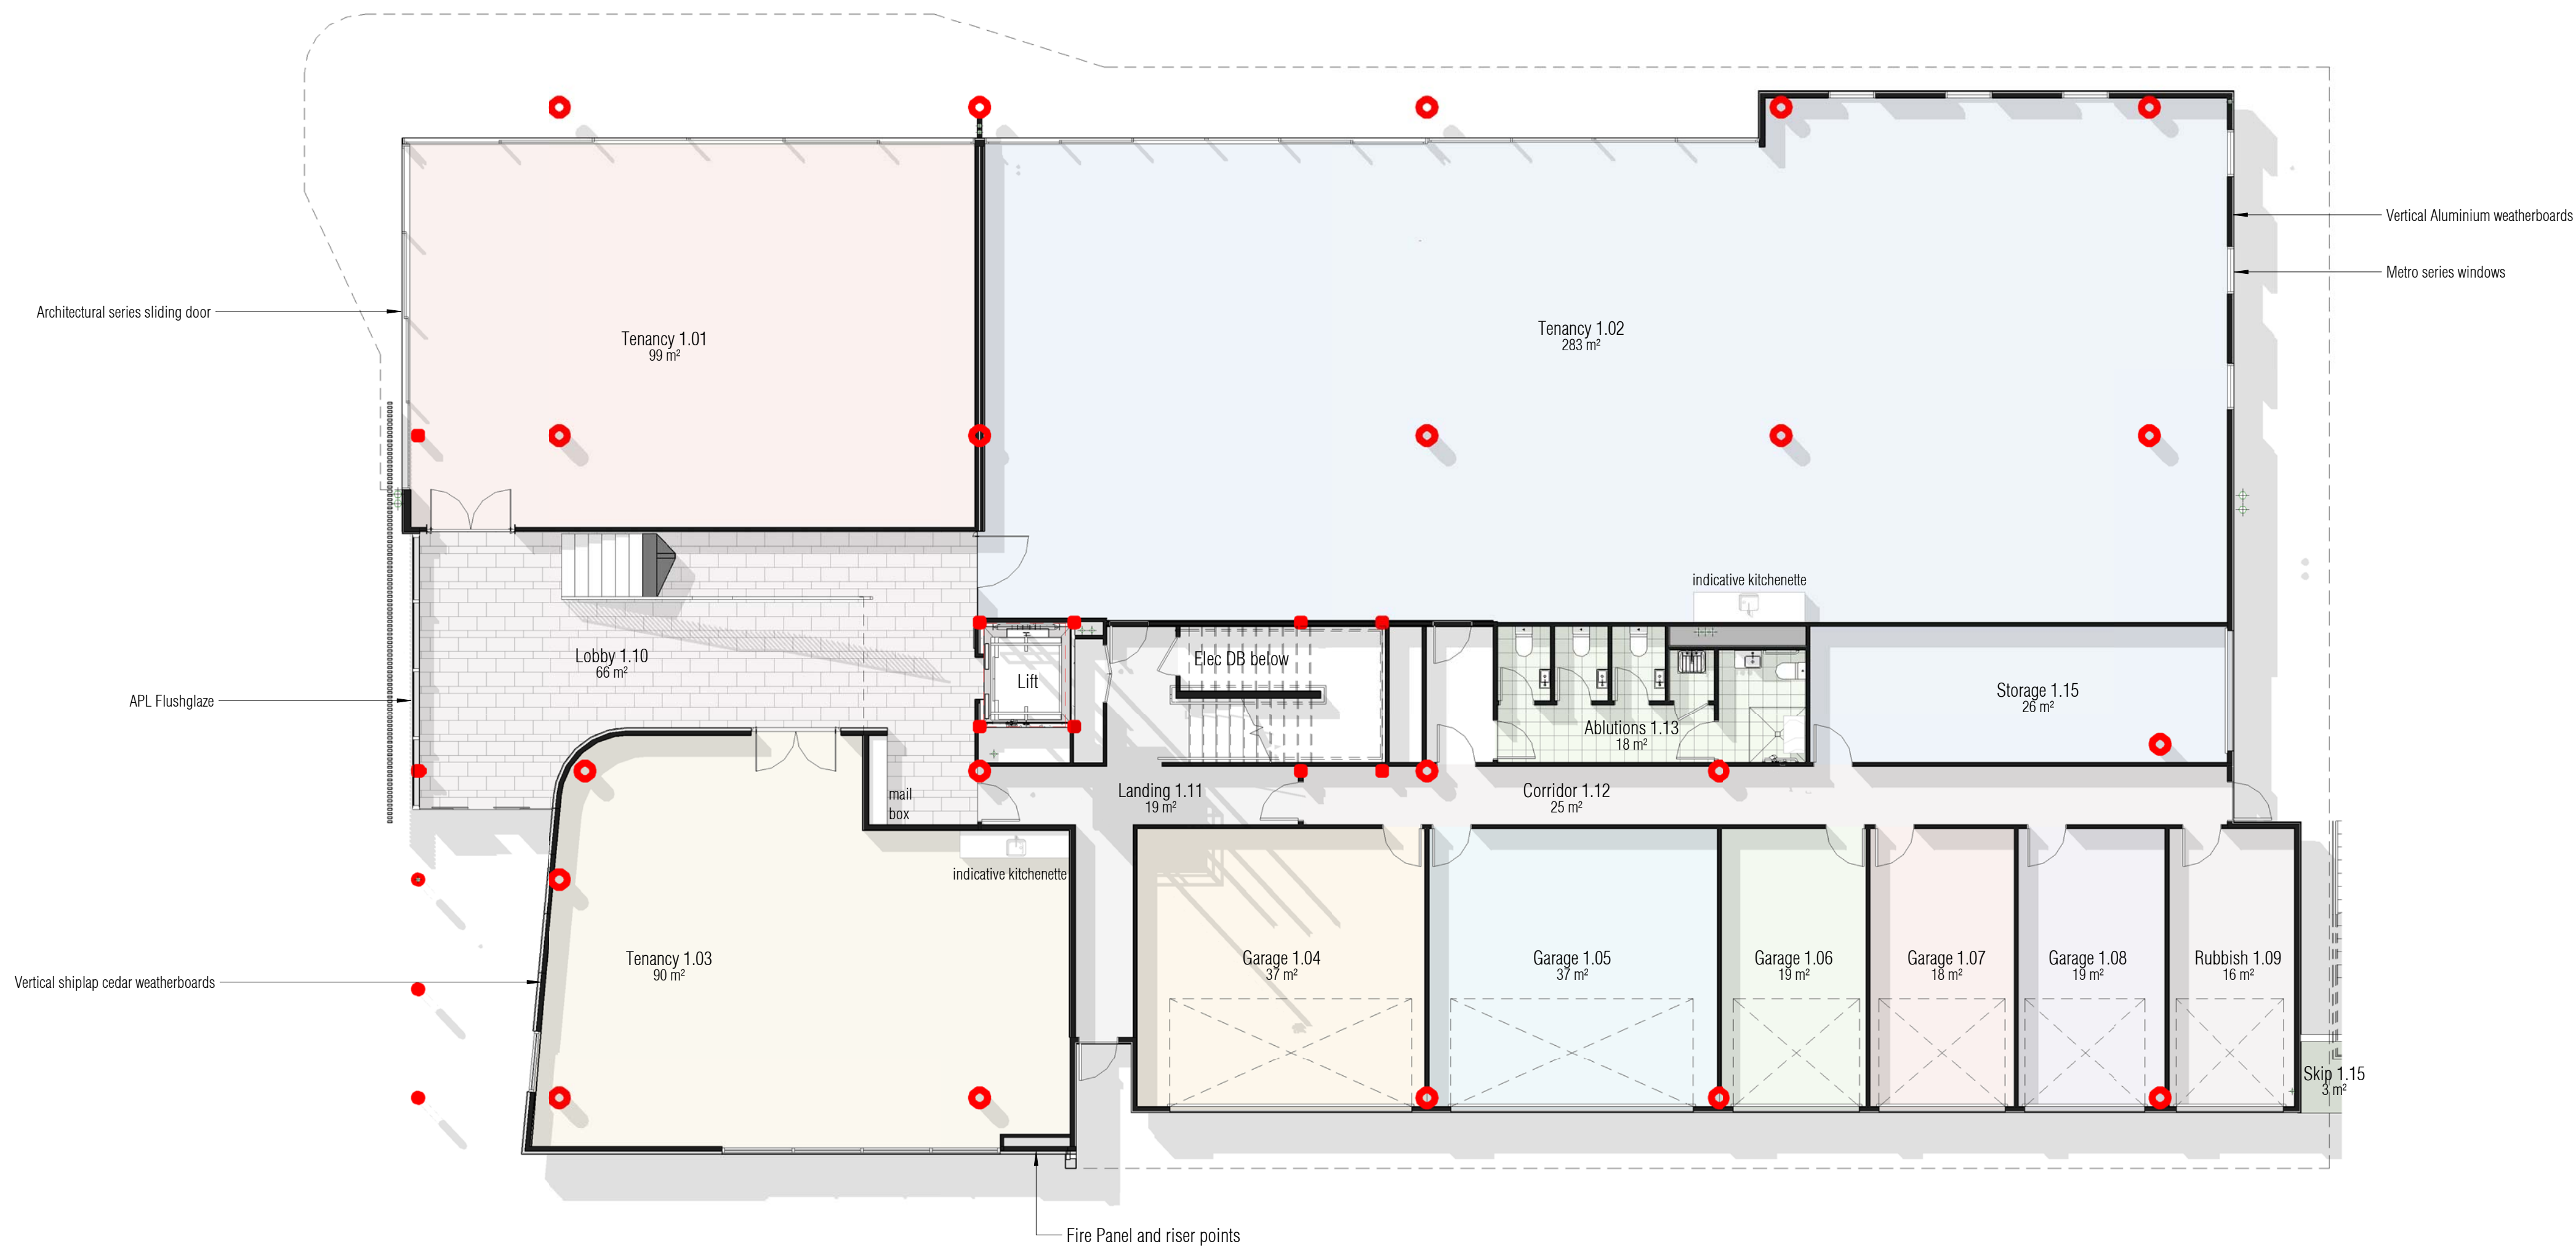 Vertical Aluminium weatherboards
Metro series windows
Architectural series sliding door
Tenancy 1.01
99 m²
Tenancy 1.02
283 m²
indicative kitchenette
Lobby 1.10
66 m²
Lift
Elec DB below
Ablutions 1.13
18 m²
Storage 1.15
26 m²
APL Flushglaze
mail
box
Landing 1.11
19 m²
Corridor 1.12
25 m²
indicative kitchenette
Tenancy 1.03
90 m²
Garage 1.04
37 m²
Garage 1.05
37 m²
Garage 1.06
19 m²
Garage 1.07
18 m²
Garage 1.08
19 m²
Rubbish 1.09
16 m²
Vertical shiplap cedar weatherboards
Skip 1.15
3 m²
Fire Panel and riser points